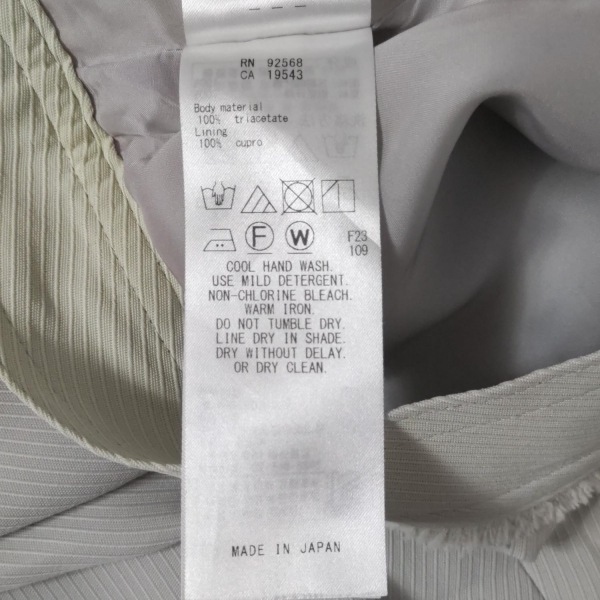 RN 92568
CA 19543
Body material
100% triacetate
Lining
100% cupro
F W F23
109
COOL HAND WASH.
USE MILD DETERGENT.
NON-CHLORINE BLEACH.
WARM IRON.
DO NOT TUMBLE DRY.
LINE DRY IN SHADE.
DRY WITHOUT DELAY.
OR DRY CLEAN.
MADE IN JAPAN